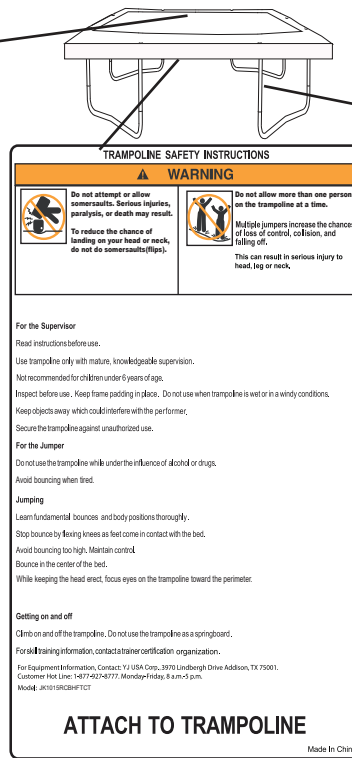 TRAMPOLINE SAFETY INSTRUCTIONS
WARNING
Do not attempt or allow
somersaults. Serious injuries,
paralysis, or death may result.
To reduce the chance of
landing on your head or neck,
do not do somersaults(flips).
Do not allow more than one person
on the trampoline at a time.
Multiple jumpers increase the chances
of loss of control, collision, and
falling off.
This can result in serious injury to
head, leg or neck.
For the Supervisor
Read instructions before use.
Use trampoline only with mature, knowledgeable supervision.
Not recommended for children under 6 years of age.
Inspect before use. Keep frame padding in place. Do not use when trampoline is wet or in a windy conditions.
Keep objects away which could interfere with the performer.
Secure the trampoline against unauthorized use.
For the Jumper
Do not use the trampoline while under the influence of alcohol or drugs.
Avoid bouncing when tired.
Jumping
Learn fundamental bounces and body positions thoroughly.
Stop bounce by flexing knees as feet come in contact with the bed.
Avoid bouncing too high. Maintain control.
Bounce in the center of the bed.
While keeping the head erect, focus eyes on the trampoline toward the perimeter.
Getting on and off
Climb on and off the trampoline. Do not use the trampoline as a springboard.
For skill training information, contact a trainer certification organization.
For Equipment Information, Contact: YJ USA Corp., 3970 Lindbergh Drive Addison, TX 75001.
Customer Hot Line: 1-877-927-8777. Monday-Friday, 8 a.m.-5 p.m.
Model: JK1015RCBHFTCT
ATTACH TO TRAMPOLINE
Made In Chin